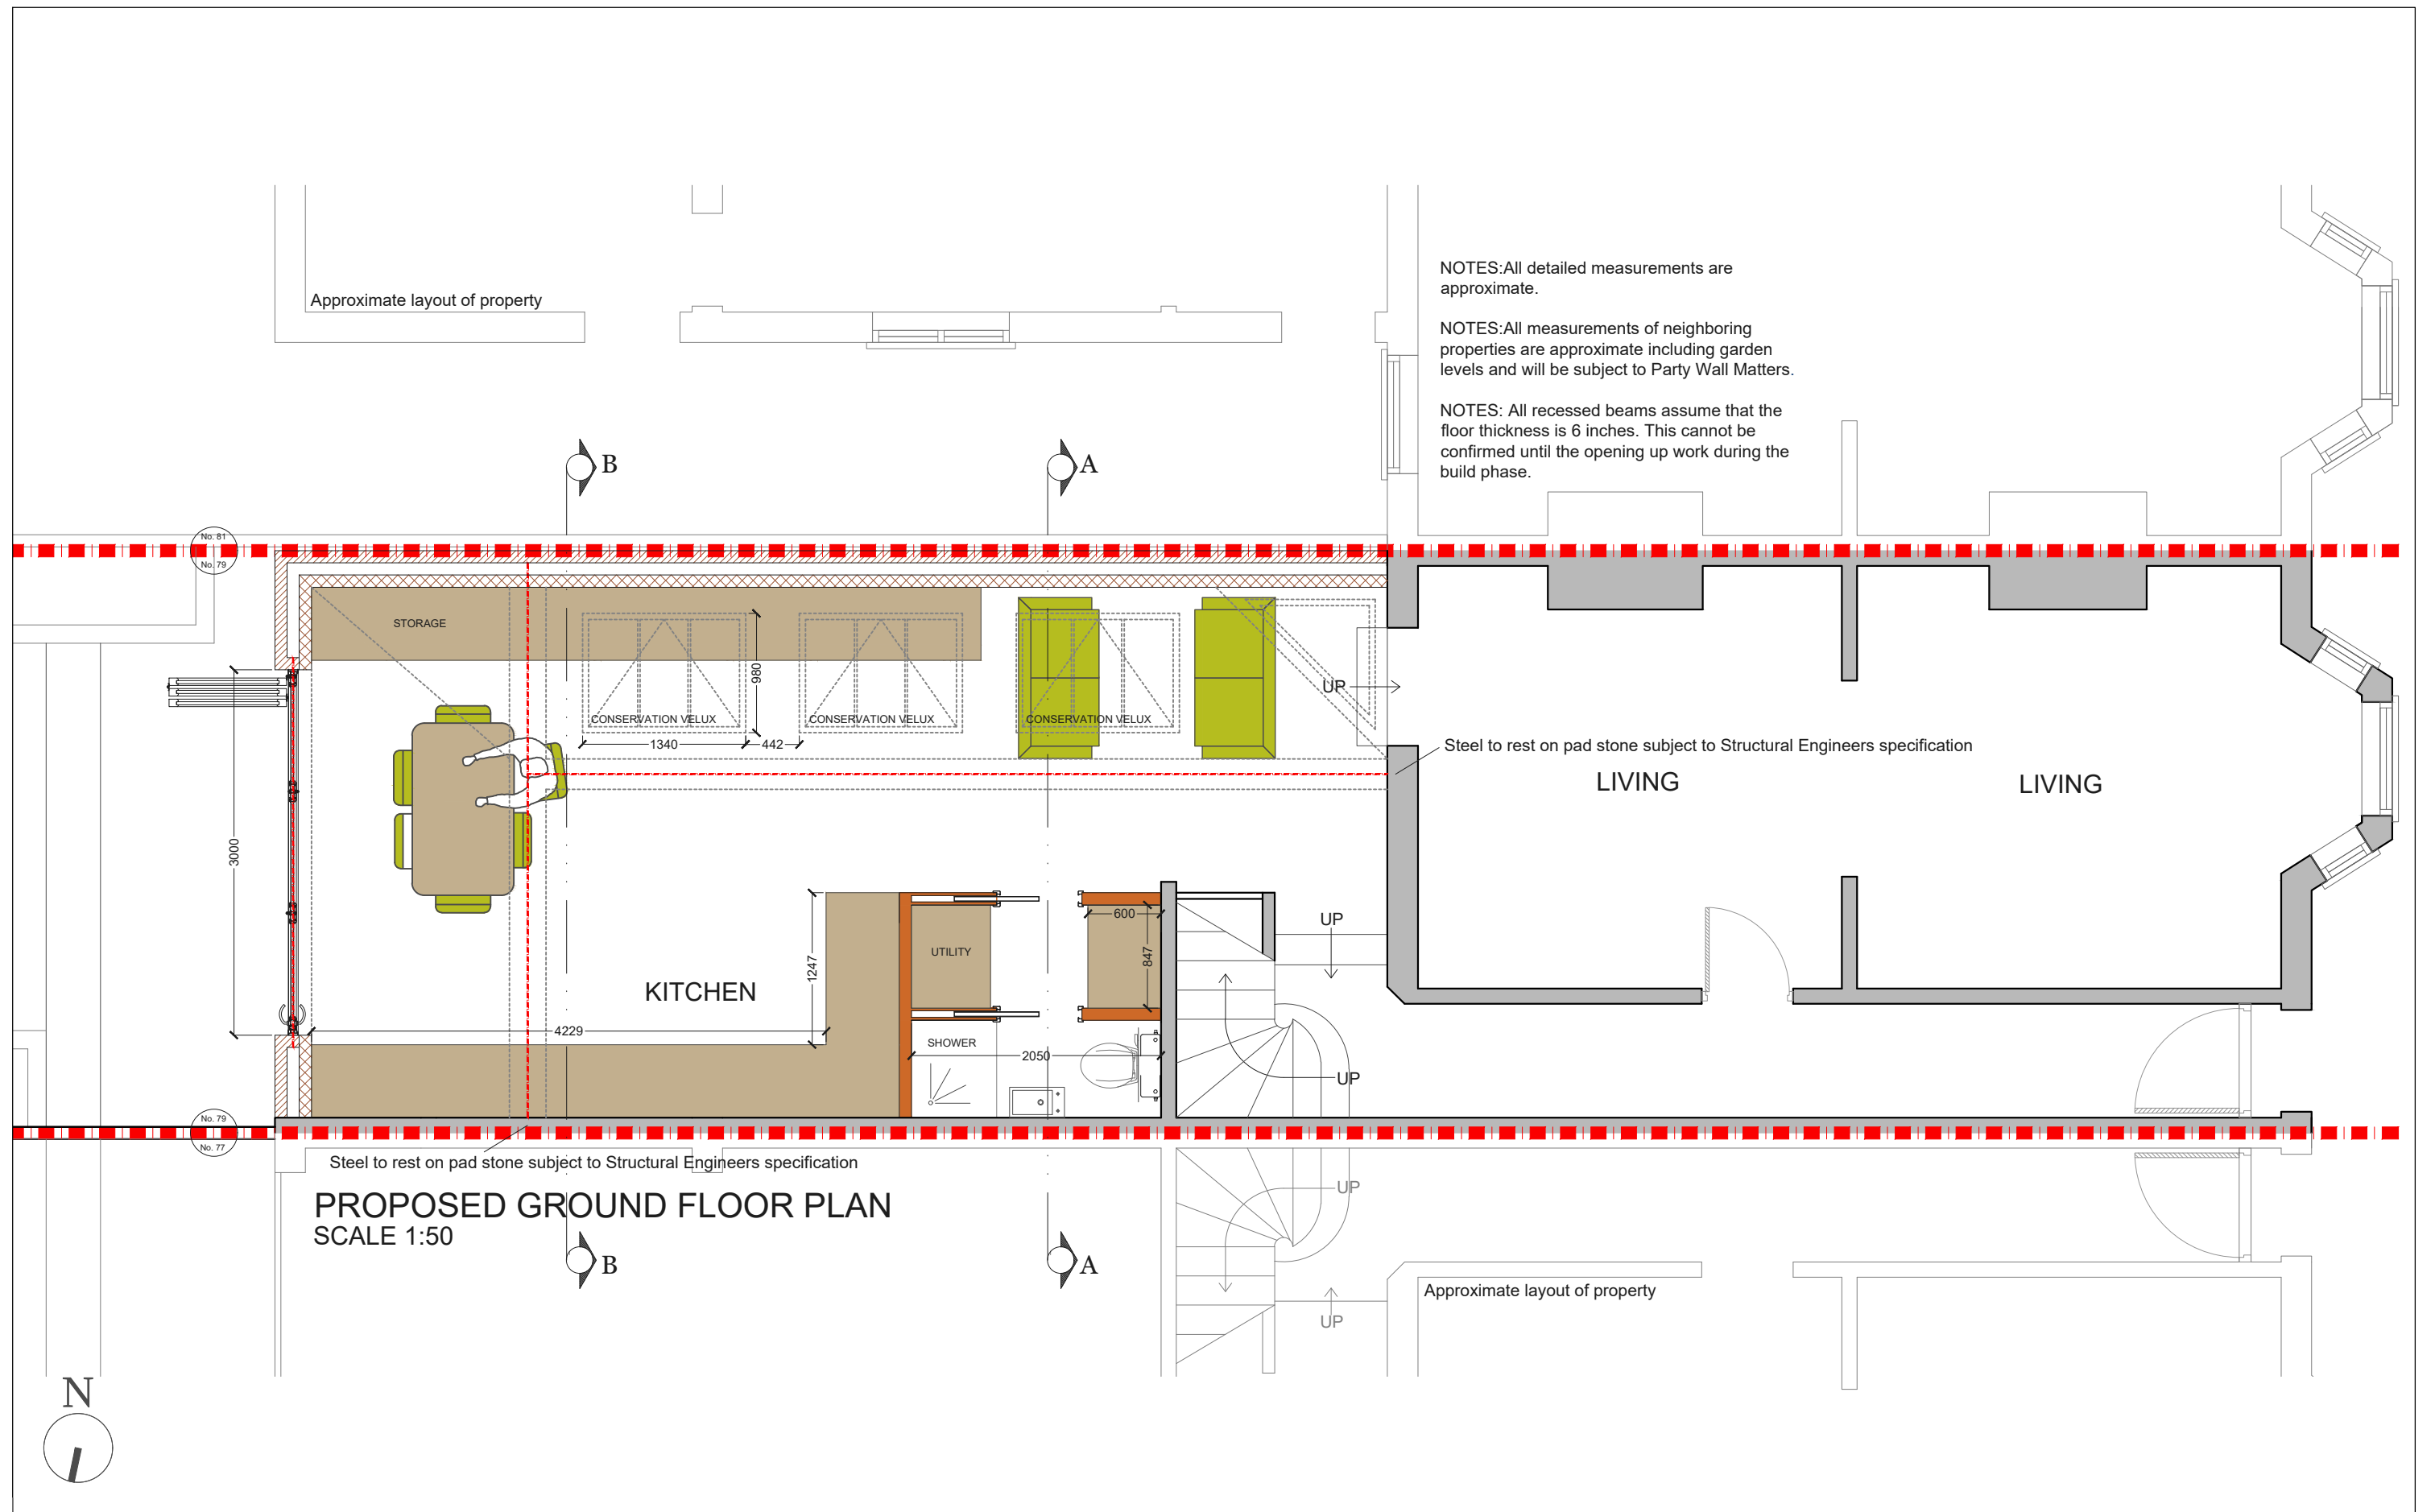 Approximate layout of property
NOTES:All detailed measurements are
approximate.
NOTES:All measurements of neighboring
properties are approximate including garden
levels and will be subject to Party Wall Matters.
NOTES: All recessed beams assume that the
floor thickness is 6 inches. This cannot be
confirmed until the opening up work during the
build phase.
B
A
No. 81
No. 79
STORAGE
980
UP
CONSERVATION VELUX
CONSERVATION VELUX
CONSERVATION VELUX
1340
442
Steel to rest on pad stone subject to Structural Engineers specification
LIVING
LIVING
3000
600
UP
1247
UTILITY
847
KITCHEN
4229
SHOWER
2050
UP
No. 79
No. 77
Steel to rest on pad stone subject to Structural Engineers specification
UP
PROPOSED GROUND FLOOR PLAN
SCALE 1:50
B
A
Approximate layout of property
UP
N